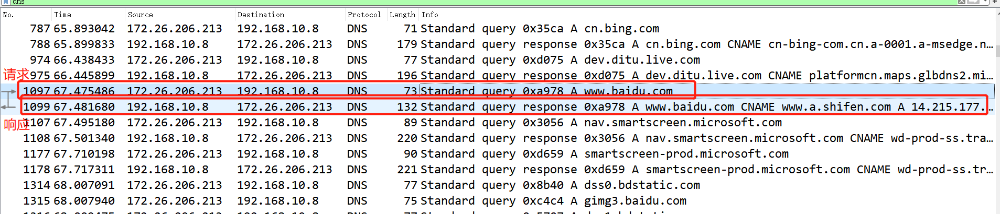 dns
No. Time Source Destination Protocol Length Info
787 65.893042 172.26.206.213 192.168.10.8 DNS 71 Standard query 0x35ca A cn.bing.com
788 65.899833 192.168.10.8 172.26.206.213 DNS 179 Standard query response 0x35ca A cn.bing.com CNAME cn-bing-com.cn.a-0001.a-msedge.n…
974 66.438433 172.26.206.213 192.168.10.8 DNS 77 Standard query 0xd075 A dev.ditu.live.com
请求
975 66.445899 192.168.10.8 172.26.206.213 DNS 196 Standard query response 0xd075 A dev.ditu.live.com CNAME platformcn.maps.glbdns2.mi…
1097 67.475486 172.26.206.213 192.168.10.8 DNS 73 Standard query 0xa978 A www.baidu.com
1099 67.481680 192.168.10.8 172.26.206.213 DNS 132 Standard query response 0xa978 A www.baidu.com CNAME www.a.shifen.com A 14.215.177.…
响应
1107 67.495180 172.26.206.213 192.168.10.8 DNS 89 Standard query 0x3056 A nav.smartscreen.microsoft.com
1108 67.501340 192.168.10.8 172.26.206.213 DNS 220 Standard query response 0x3056 A nav.smartscreen.microsoft.com CNAME wd-prod-ss.tra…
1177 67.710198 172.26.206.213 192.168.10.8 DNS 90 Standard query 0xd659 A smartscreen-prod.microsoft.com
1178 67.717311 192.168.10.8 172.26.206.213 DNS 221 Standard query response 0xd659 A smartscreen-prod.microsoft.com CNAME wd-prod-ss.tr…
1314 68.007091 172.26.206.213 192.168.10.8 DNS 77 Standard query 0x8b40 A dss0.bdstatic.com
1315 68.007940 172.26.206.213 192.168.10.8 DNS 75 Standard query 0xc4c4 A gimg3.baidu.com